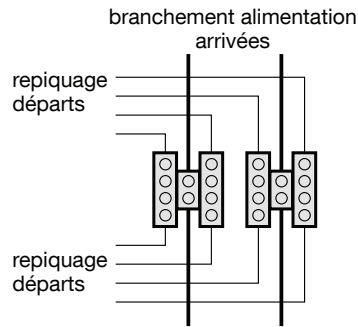 branchement alimentation
arrivées
repiquage
départs
repiquage
départs